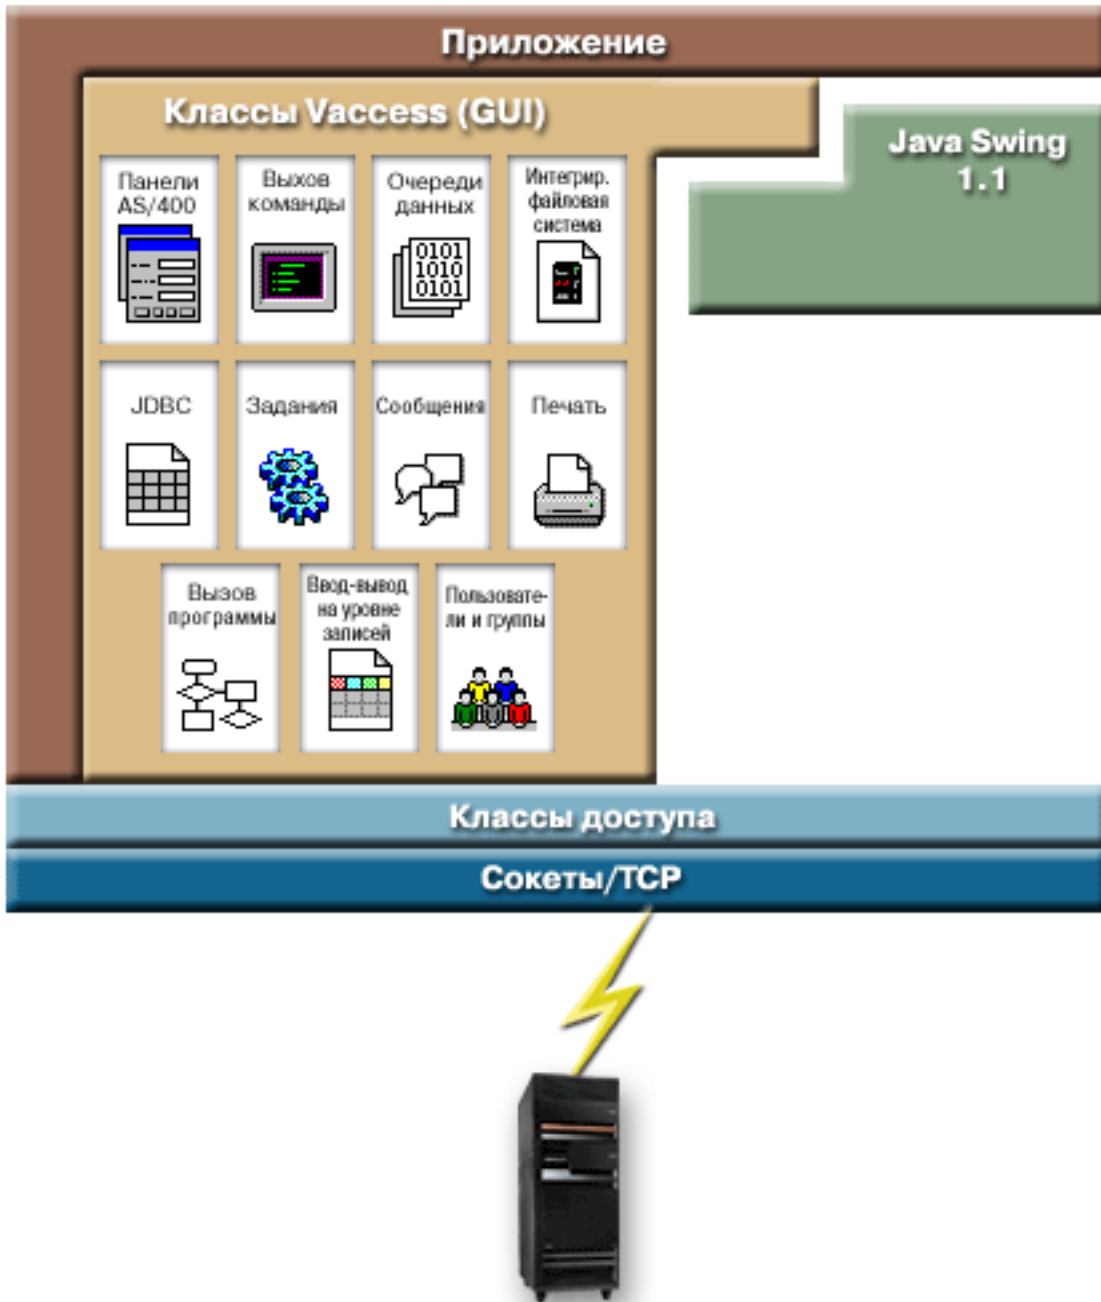 Приложение
Классы Vaccess (GUI)
Java Swing
1.1
Панели
AS/400
Выхов
команды
Очереди
данных
Интегрир.
файловая
система
0101
1010
0101
JDBC
Задания
Сообщения
Печать
Вызов
программы
Ввод-вывод
на уровне
записей
Пользовате-
ли и группы
Классы доступа
Сокеты/TCP